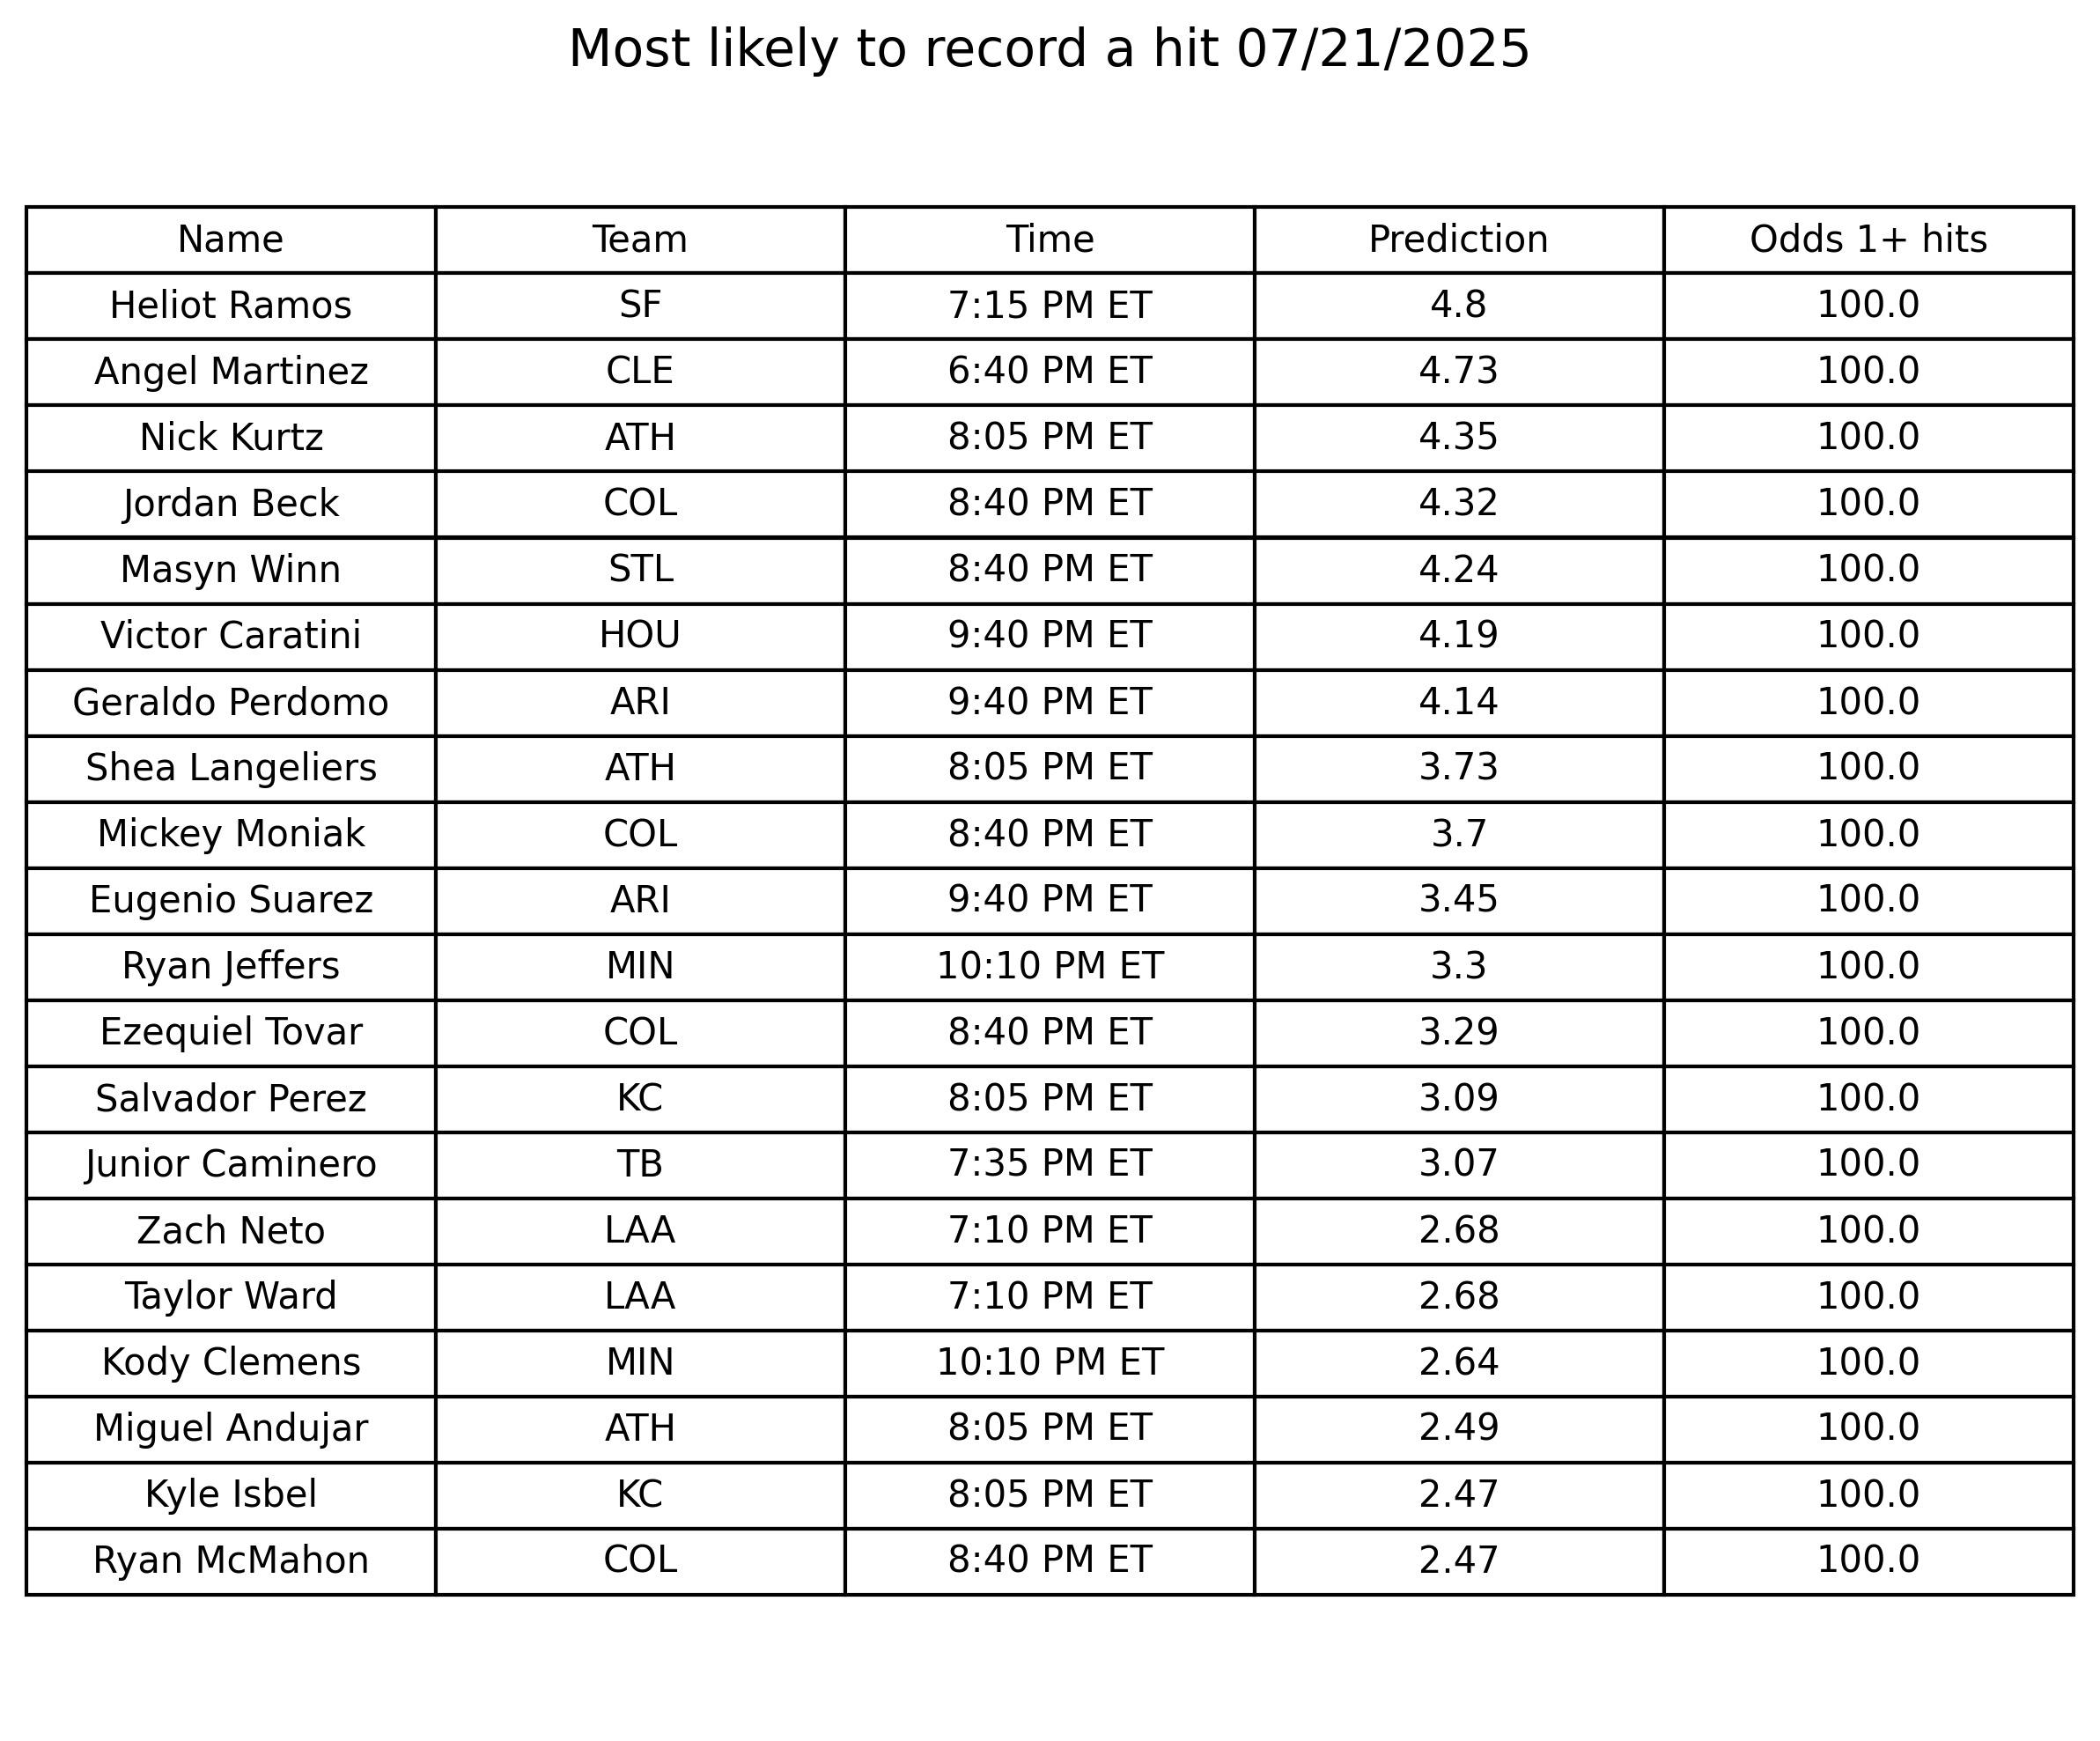 Most likely to record a hit 07/21/2025
Name Team Time Prediction Odds 1+ hits
Heliot Ramos SF 7:15 PM ET 4.8 100.0
Angel Martinez CLE 6:40 PM ET 4.73 100.0
Nick Kurtz ATH 8:05 PM ET 4.35 100.0
Jordan Beck COL 8:40 PM ET 4.32 100.0
Masyn Winn STL 8:40 PM ET 4.24 100.0
Victor Caratini HOU 9:40 PM ET 4.19 100.0
Geraldo Perdomo ARI 9:40 PM ET 4.14 100.0
Shea Langeliers ATH 8:05 PM ET 3.73 100.0
Mickey Moniak COL 8:40 PM ET 3.7 100.0
Eugenio Suarez ARI 9:40 PM ET 3.45 100.0
Ryan Jeffers MIN 10:10 PM ET 3.3 100.0
Ezequiel Tovar COL 8:40 PM ET 3.29 100.0
Salvador Perez KC 8:05 PM ET 3.09 100.0
Junior Caminero TB 7:35 PM ET 3.07 100.0
Zach Neto LAA 7:10 PM ET 2.68 100.0
Taylor Ward LAA 7:10 PM ET 2.68 100.0
Kody Clemens MIN 10:10 PM ET 2.64 100.0
Miguel Andujar ATH 8:05 PM ET 2.49 100.0
Kyle Isbel KC 8:05 PM ET 2.47 100.0
Ryan McMahon COL 8:40 PM ET 2.47 100.0